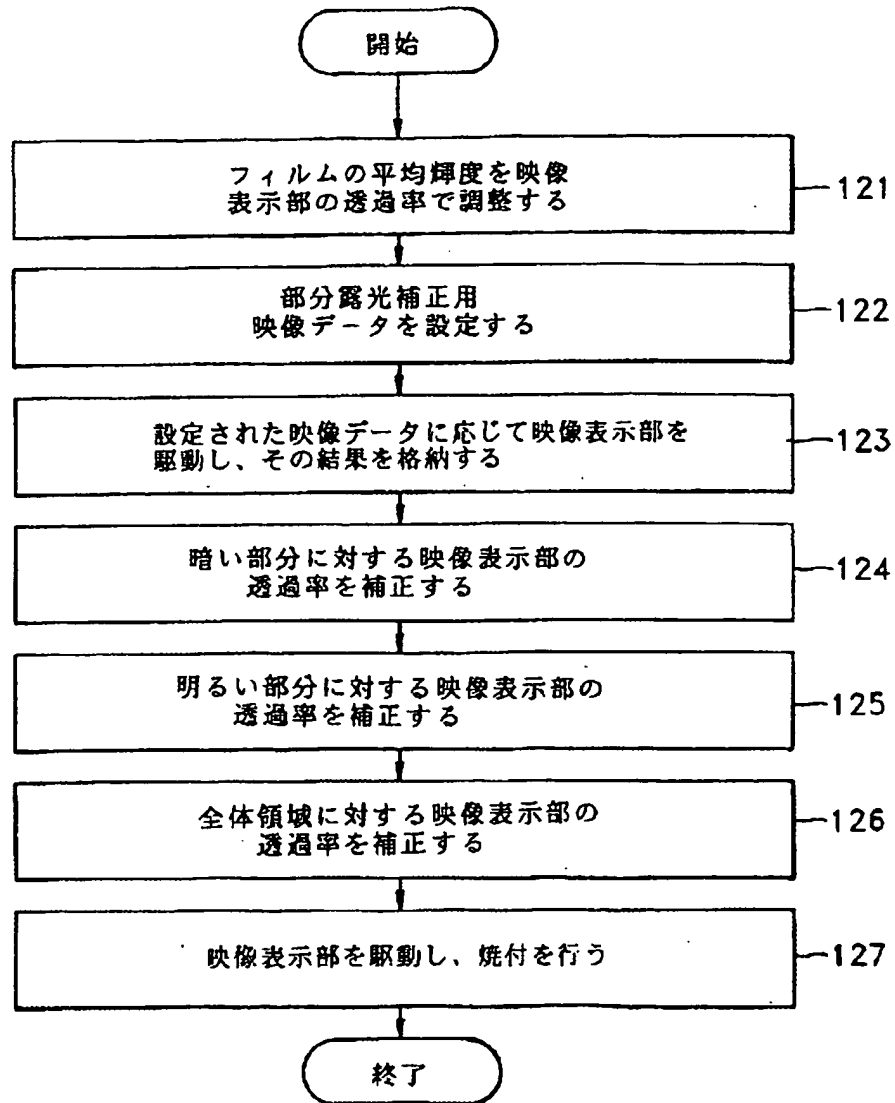 開始
フィルムの平均輝度を映像
表示部の透過率で調整する
121
部分露光補正用
映像データを設定する
122
設定された映像データに応じて映像表示部を
駆動し、その結果を格納する
123
暗い部分に対する映像表示部の
透過率を補正する
124
明るい部分に対する映像表示部の
透過率を補正する
125
全体領域に対する映像表示部の
透過率を補正する
126
映像表示部を駆動し、焼付を行う
127
終了